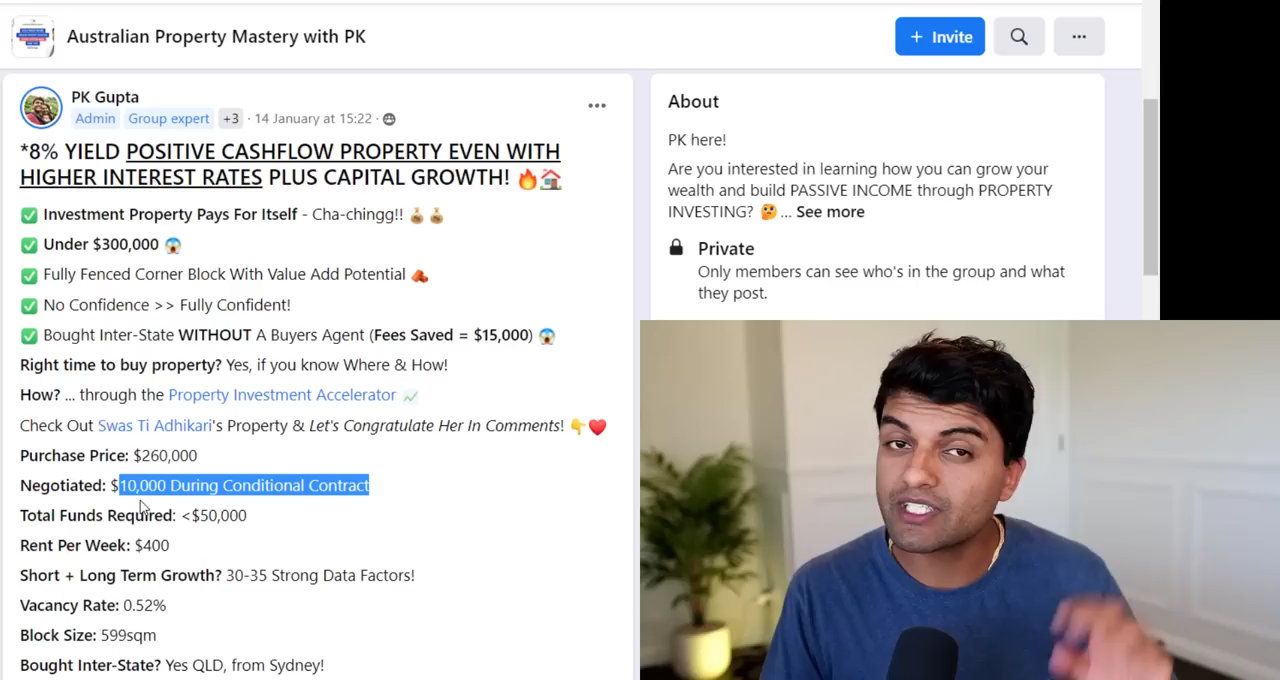 Australian Property Mastery with PK
+ Invite
PK Gupta
Admin Group expert +3 · 14 January at 15:22 ·
*8% YIELD POSITIVE CASHFLOW PROPERTY EVEN WITH
HIGHER INTEREST RATES PLUS CAPITAL GROWTH! 🔥🏠
✅ Investment Property Pays For Itself - Cha-chingg!! 💰💰
✅ Under $300,000 😱
✅ Fully Fenced Corner Block With Value Add Potential
✅ No Confidence >> Fully Confident!
✅ Bought Inter-State WITHOUT A Buyers Agent (Fees Saved = $15,000) 😱
Right time to buy property? Yes, if you know Where & How!
How? ... through the Property Investment Accelerator 📈
Check Out Swas Ti Adhikari's Property & Let's Congratulate Her In Comments! 👇❤️
Purchase Price: $260,000
Negotiated: $10,000 During Conditional Contract
Total Funds Required: <$50,000
Rent Per Week: $400
Short + Long Term Growth? 30-35 Strong Data Factors!
Vacancy Rate: 0.52%
Block Size: 599sqm
Bought Inter-State? Yes QLD, from Sydney!
About
PK here!
Are you interested in learning how you can grow your
wealth and build PASSIVE INCOME through PROPERTY
INVESTING? 🤔 ... See more
Private
Only members can see who's in the group and what
they post.